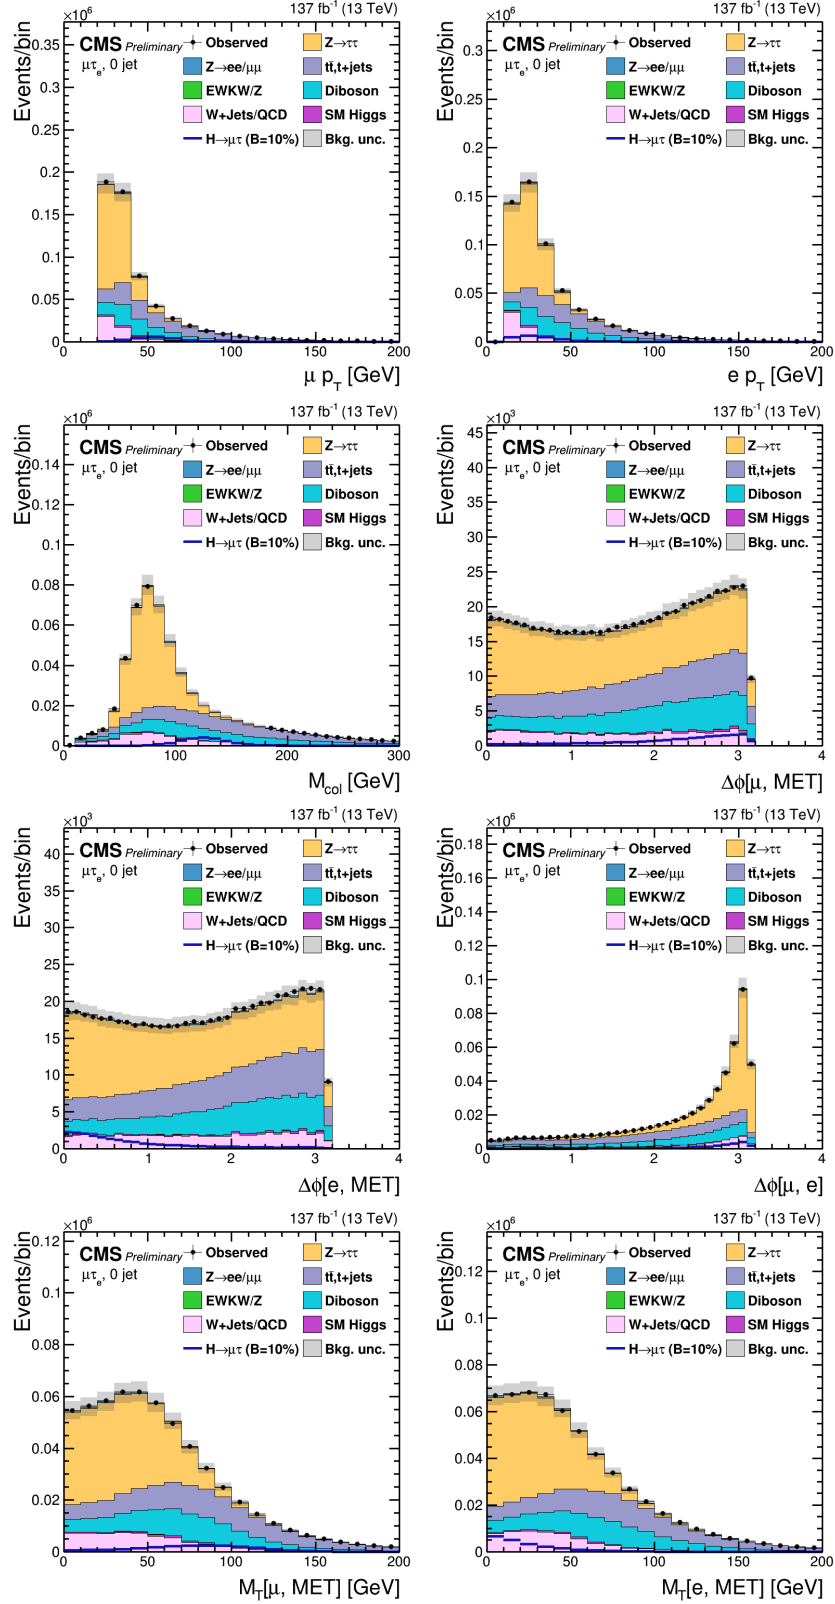 ×10⁶ 137 fb⁻¹ (13 TeV)
Events/bin
CMS Preliminary
μτₑ, 0 jet
Observed Z→ττ
Z→ee/μμ tt̄,t+jets
EWKW/Z Diboson
W+Jets/QCD SM Higgs
H→μτ (B=10%) Bkg. unc.
0.35
0.3
0.25
0.2
0.15
0.1
0.05
0
0 50 100 150 200
μ p_T [GeV]
×10⁶ 137 fb⁻¹ (13 TeV)
Events/bin
CMS Preliminary
μτₑ, 0 jet
Observed Z→ττ
Z→ee/μμ tt̄,t+jets
EWKW/Z Diboson
W+Jets/QCD SM Higgs
H→μτ (B=10%) Bkg. unc.
0.3
0.25
0.2
0.15
0.1
0.05
0
0 50 100 150 200
e p_T [GeV]
×10⁶ 137 fb⁻¹ (13 TeV)
Events/bin
CMS Preliminary
μτₑ, 0 jet
Observed Z→ττ
Z→ee/μμ tt̄,t+jets
EWKW/Z Diboson
W+Jets/QCD SM Higgs
H→μτ (B=10%) Bkg. unc.
0.14
0.12
0.1
0.08
0.06
0.04
0.02
0
0 100 200 300
M_col [GeV]
×10³ 137 fb⁻¹ (13 TeV)
Events/bin
CMS Preliminary
μτₑ, 0 jet
Observed Z→ττ
Z→ee/μμ tt̄,t+jets
EWKW/Z Diboson
W+Jets/QCD SM Higgs
H→μτ (B=10%) Bkg. unc.
45
40
35
30
25
20
15
10
5
0
0 1 2 3 4
Δϕ[μ, MET]
×10³ 137 fb⁻¹ (13 TeV)
Events/bin
CMS Preliminary
μτₑ, 0 jet
Observed Z→ττ
Z→ee/μμ tt̄,t+jets
EWKW/Z Diboson
W+Jets/QCD SM Higgs
H→μτ (B=10%) Bkg. unc.
40
35
30
25
20
15
10
5
0
0 1 2 3 4
Δϕ[e, MET]
×10⁶ 137 fb⁻¹ (13 TeV)
Events/bin
CMS Preliminary
μτₑ, 0 jet
Observed Z→ττ
Z→ee/μμ tt̄,t+jets
EWKW/Z Diboson
W+Jets/QCD SM Higgs
H→μτ (B=10%) Bkg. unc.
0.18
0.16
0.14
0.12
0.1
0.08
0.06
0.04
0.02
0
0 1 2 3 4
Δϕ[μ, e]
×10⁶ 137 fb⁻¹ (13 TeV)
Events/bin
CMS Preliminary
μτₑ, 0 jet
Observed Z→ττ
Z→ee/μμ tt̄,t+jets
EWKW/Z Diboson
W+Jets/QCD SM Higgs
H→μτ (B=10%) Bkg. unc.
0.12
0.1
0.08
0.06
0.04
0.02
0
0 50 100 150 200
M_T[μ, MET] [GeV]
×10⁶ 137 fb⁻¹ (13 TeV)
Events/bin
CMS Preliminary
μτₑ, 0 jet
Observed Z→ττ
Z→ee/μμ tt̄,t+jets
EWKW/Z Diboson
W+Jets/QCD SM Higgs
H→μτ (B=10%) Bkg. unc.
0.12
0.1
0.08
0.06
0.04
0.02
0
0 50 100 150 200
M_T[e, MET] [GeV]